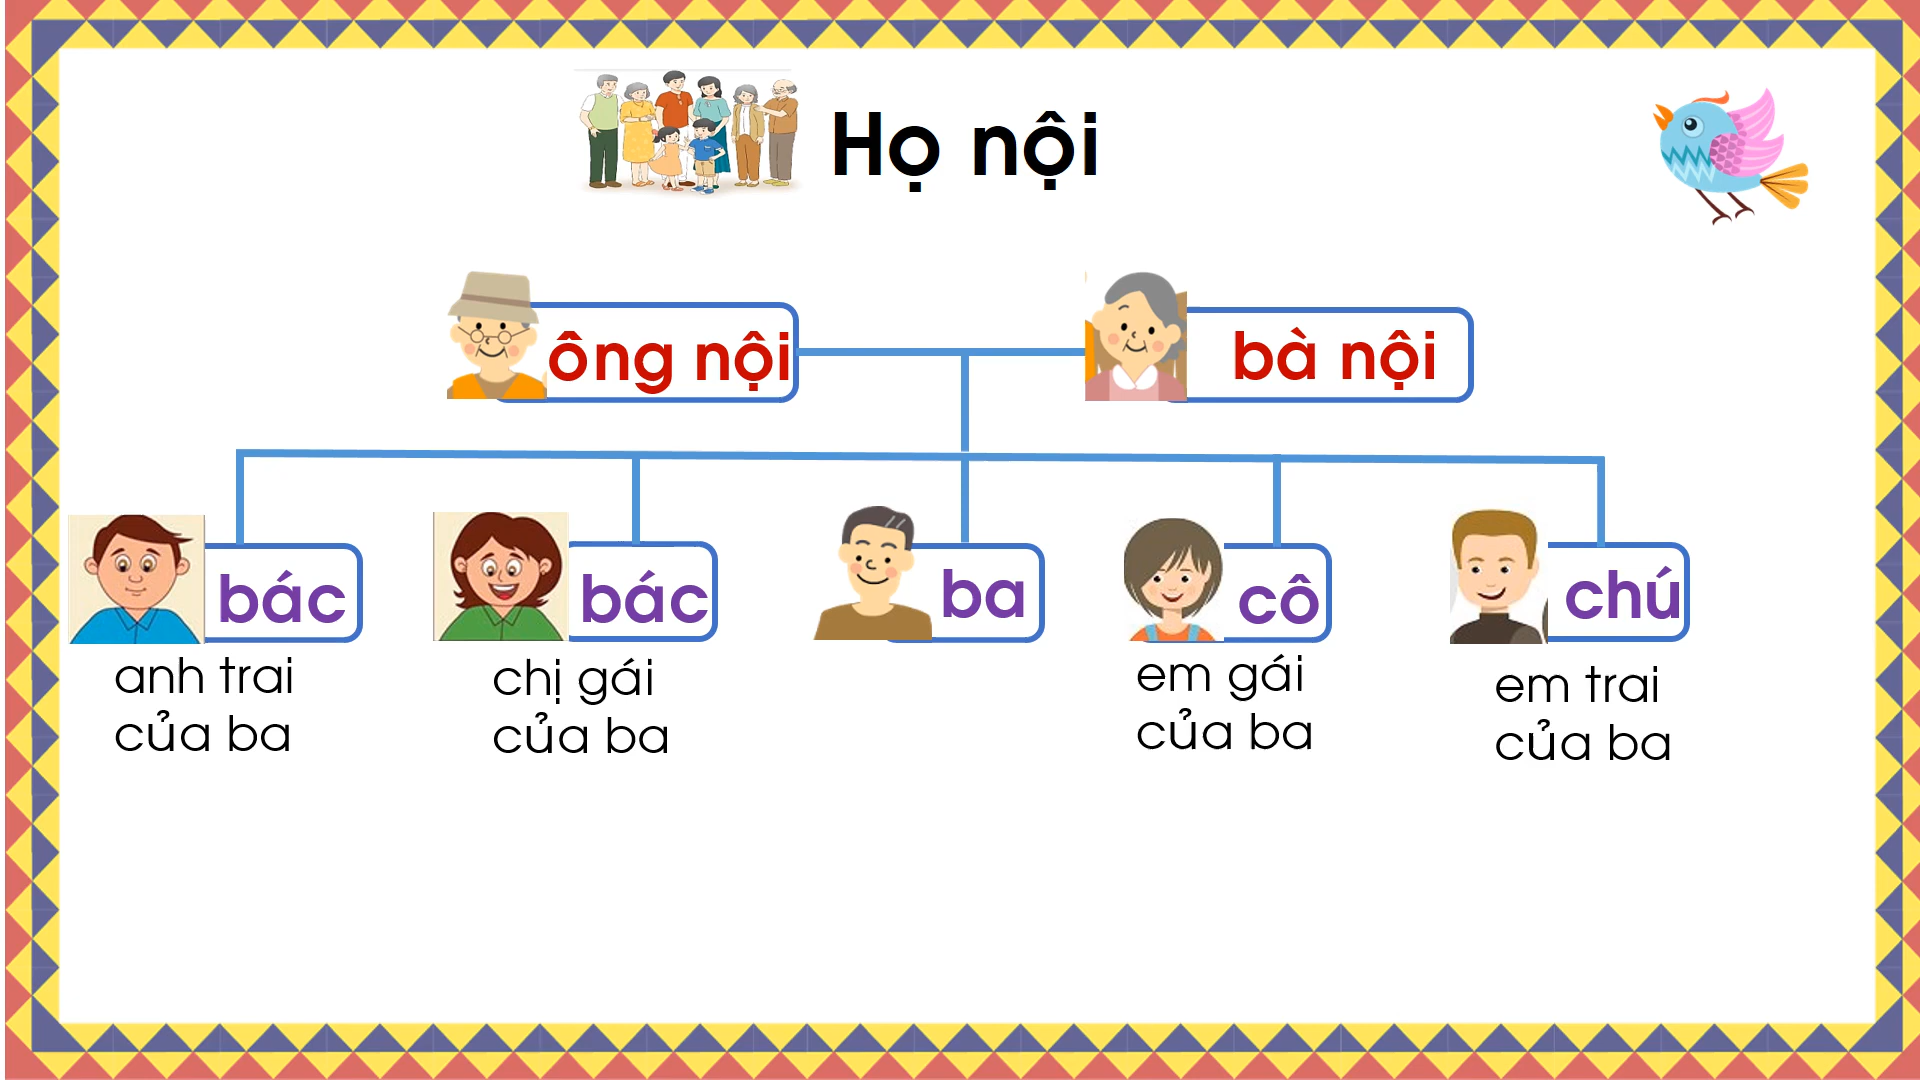 Họ nội
ông nội
bà nội
bác
bác
ba
cô
chú
anh trai
của ba
chị gái
của ba
em gái
của ba
em trai
của ba